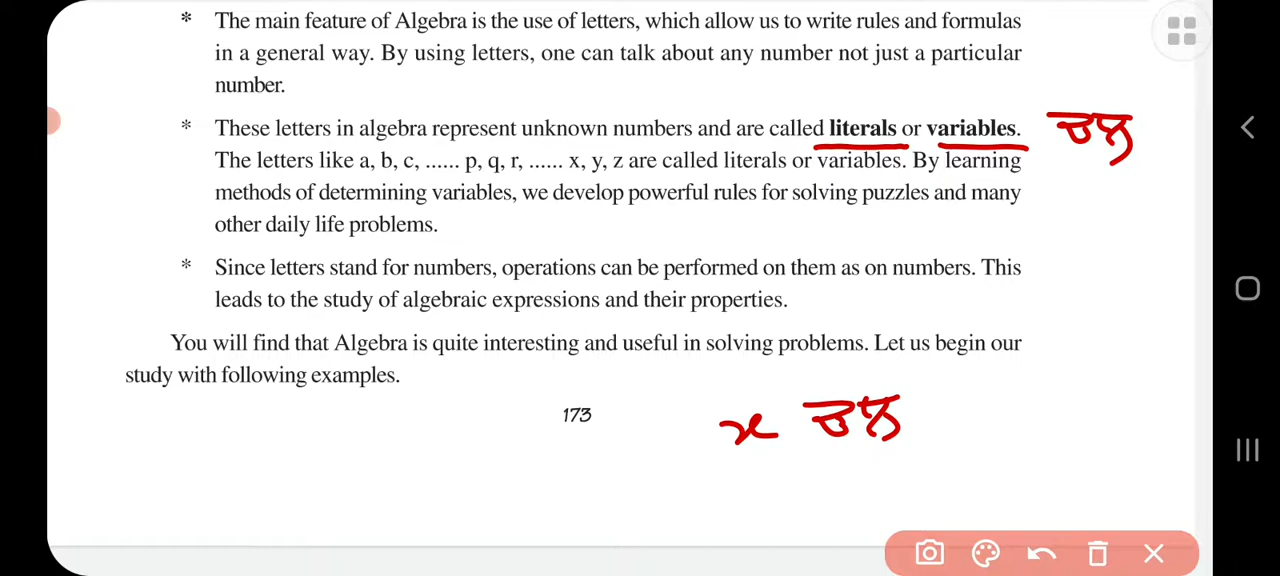 * The main feature of Algebra is the use of letters, which allow us to write rules and formulas
in a general way. By using letters, one can talk about any number not just a particular
number.
* These letters in algebra represent unknown numbers and are called literals or variables. ਚਲ
The letters like a, b, c, ...... p, q, r, ...... x, y, z are called literals or variables. By learning
methods of determining variables, we develop powerful rules for solving puzzles and many
other daily life problems.
* Since letters stand for numbers, operations can be performed on them as on numbers. This
leads to the study of algebraic expressions and their properties.
You will find that Algebra is quite interesting and useful in solving problems. Let us begin our
study with following examples.
173
x ਚਲ